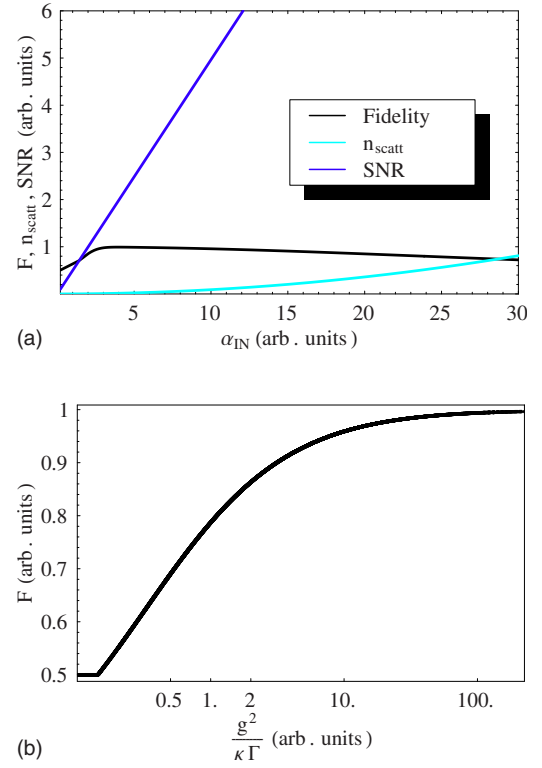 6
5
4
3
2
1
F, n_scatt, SNR (arb. units)
Fidelity
n_scatt
SNR
5 10 15 20 25 30
α_IN (arb. units)
(a)
1
0.9
0.8
0.7
0.6
0.5
F (arb. units)
0.5 1. 2 10. 100.
g^2
κ Γ (arb. units)
(b)